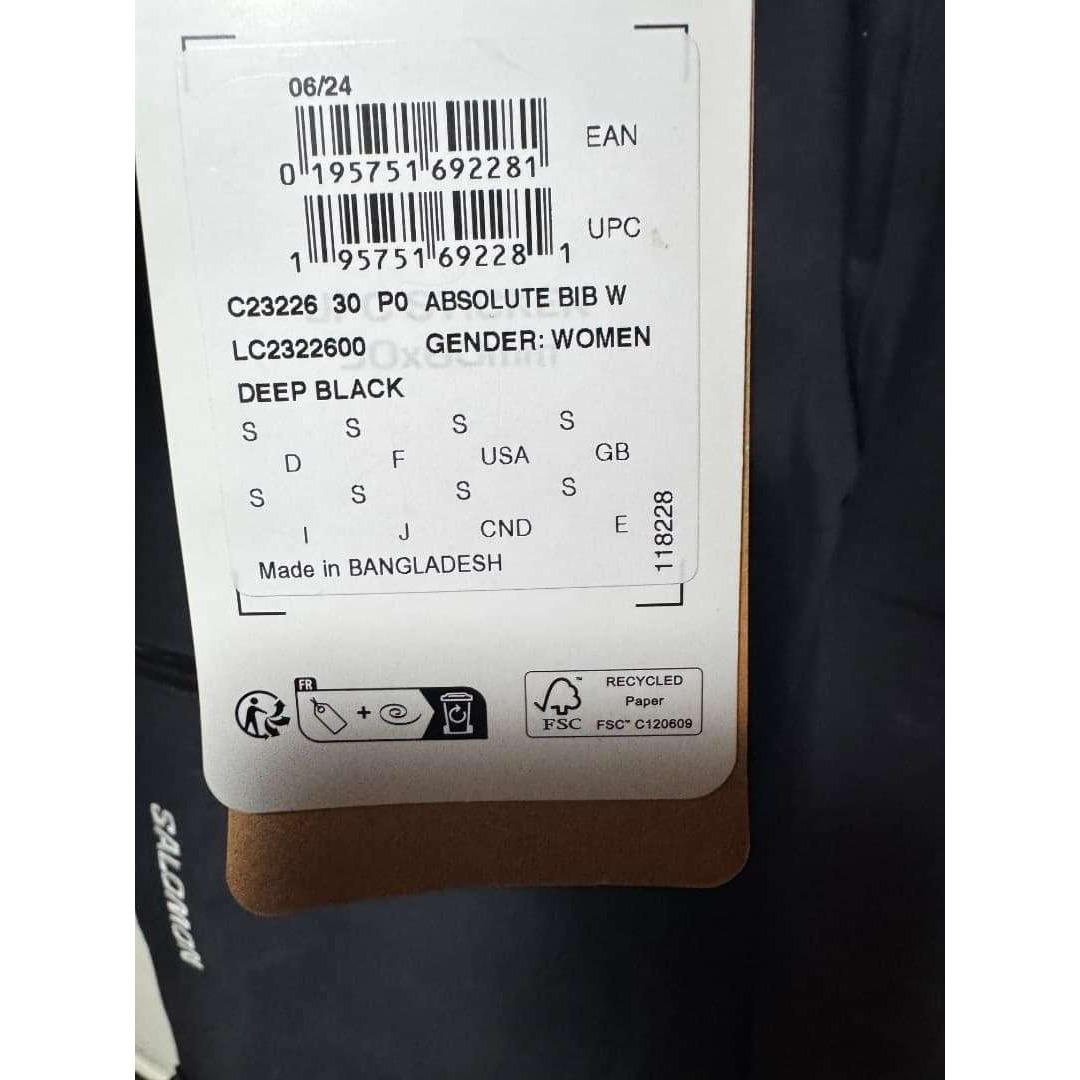 06/24
0 195751 692281
EAN
1 95751 69228 1
UPC
C23226 30 P0 ABSOLUTE BIB W
LC2322600 GENDER: WOMEN
DEEP BLACK
S S S S
D F USA GB
S S S S
I J CND E
118228
Made in BANGLADESH
FR
+
RECYCLED
Paper
FSC™ C120609
FSC
SALOMON